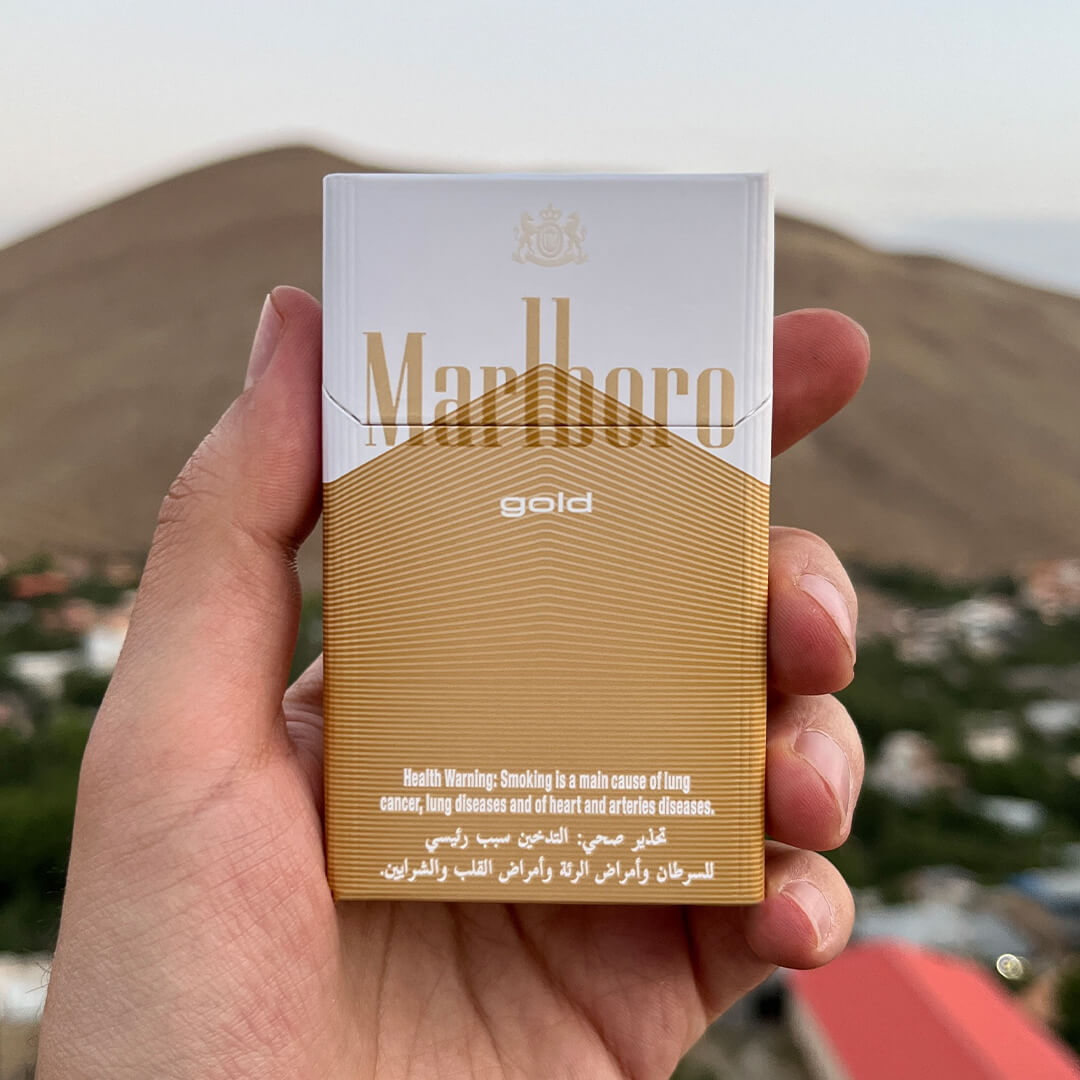 Marlboro
gold
Health Warning: Smoking is a main cause of lung
cancer, lung diseases and of heart and arteries diseases.
تحذير صحي: التدخين سبب رئيسي
للسرطان وأمراض الرئة وأمراض القلب والشرايين.